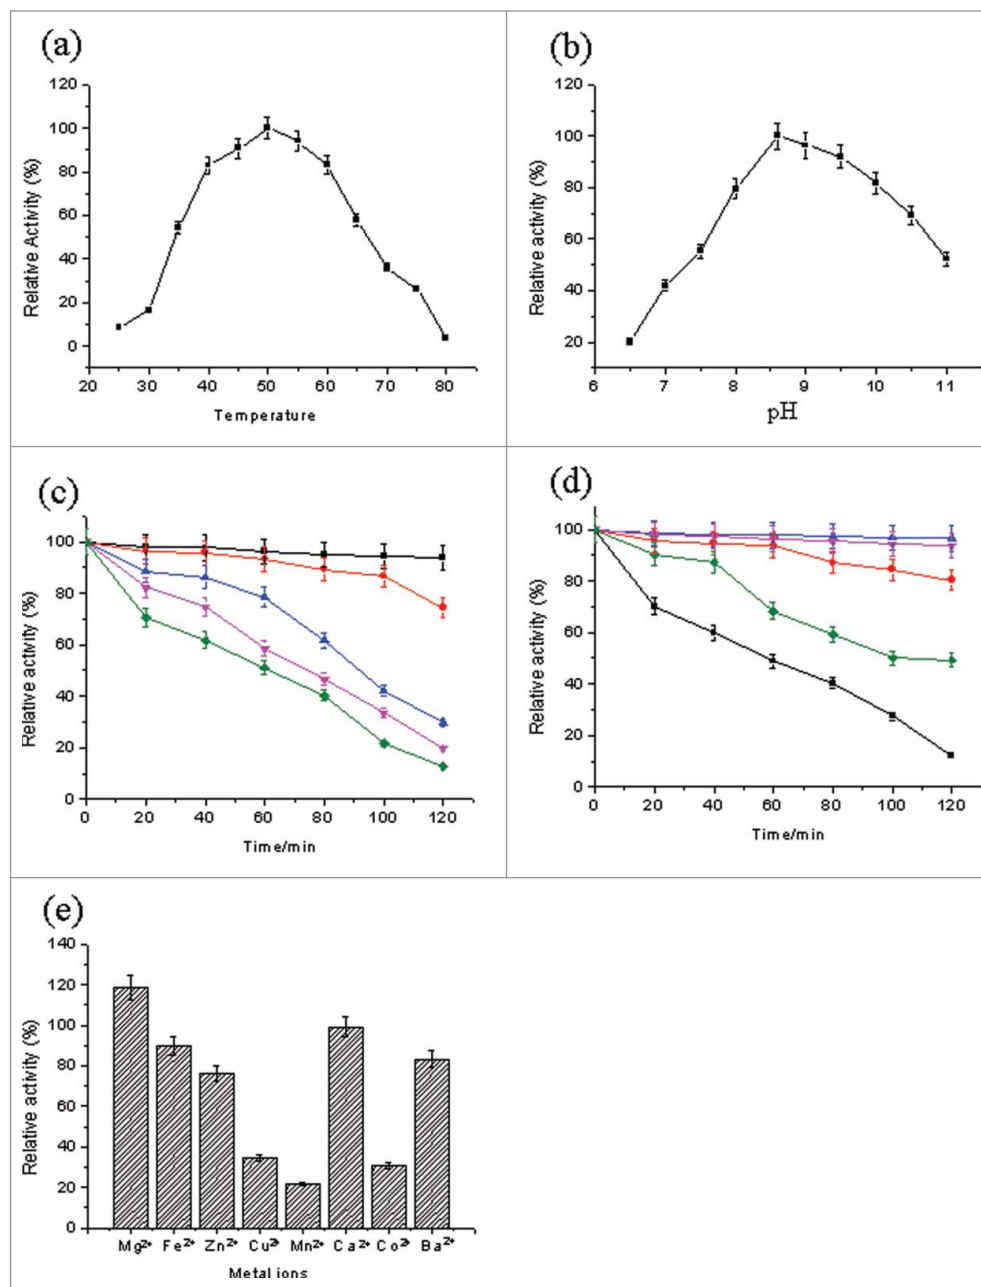 (a)
120
100
80
60
40
20
0
Relative Activity (%)
20 30 40 50 60 70 80
Temperature
(b)
120
100
80
60
40
20
Relative activity (%)
6 7 8 9 10 11
pH
(c)
100
80
60
40
20
0
Relative activity (%)
0 20 40 60 80 100 120
Time/min
(d)
100
80
60
40
20
0
Relative activity (%)
0 20 40 60 80 100 120
Time/min
(e)
140
120
100
80
60
40
20
0
Relative activity (%)
Mg²⁺ Fe²⁺ Zn²⁺ Cu²⁺ Mn²⁺ Ca²⁺ Co²⁺ Ba²⁺
Metal ions